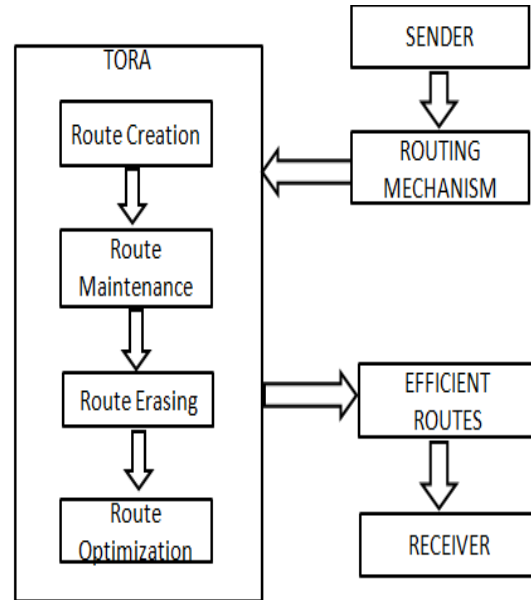 TORA
Route Creation
Route
Maintenance
Route Erasing
Route
Optimization
SENDER
ROUTING
MECHANISM
EFFICIENT
ROUTES
RECEIVER